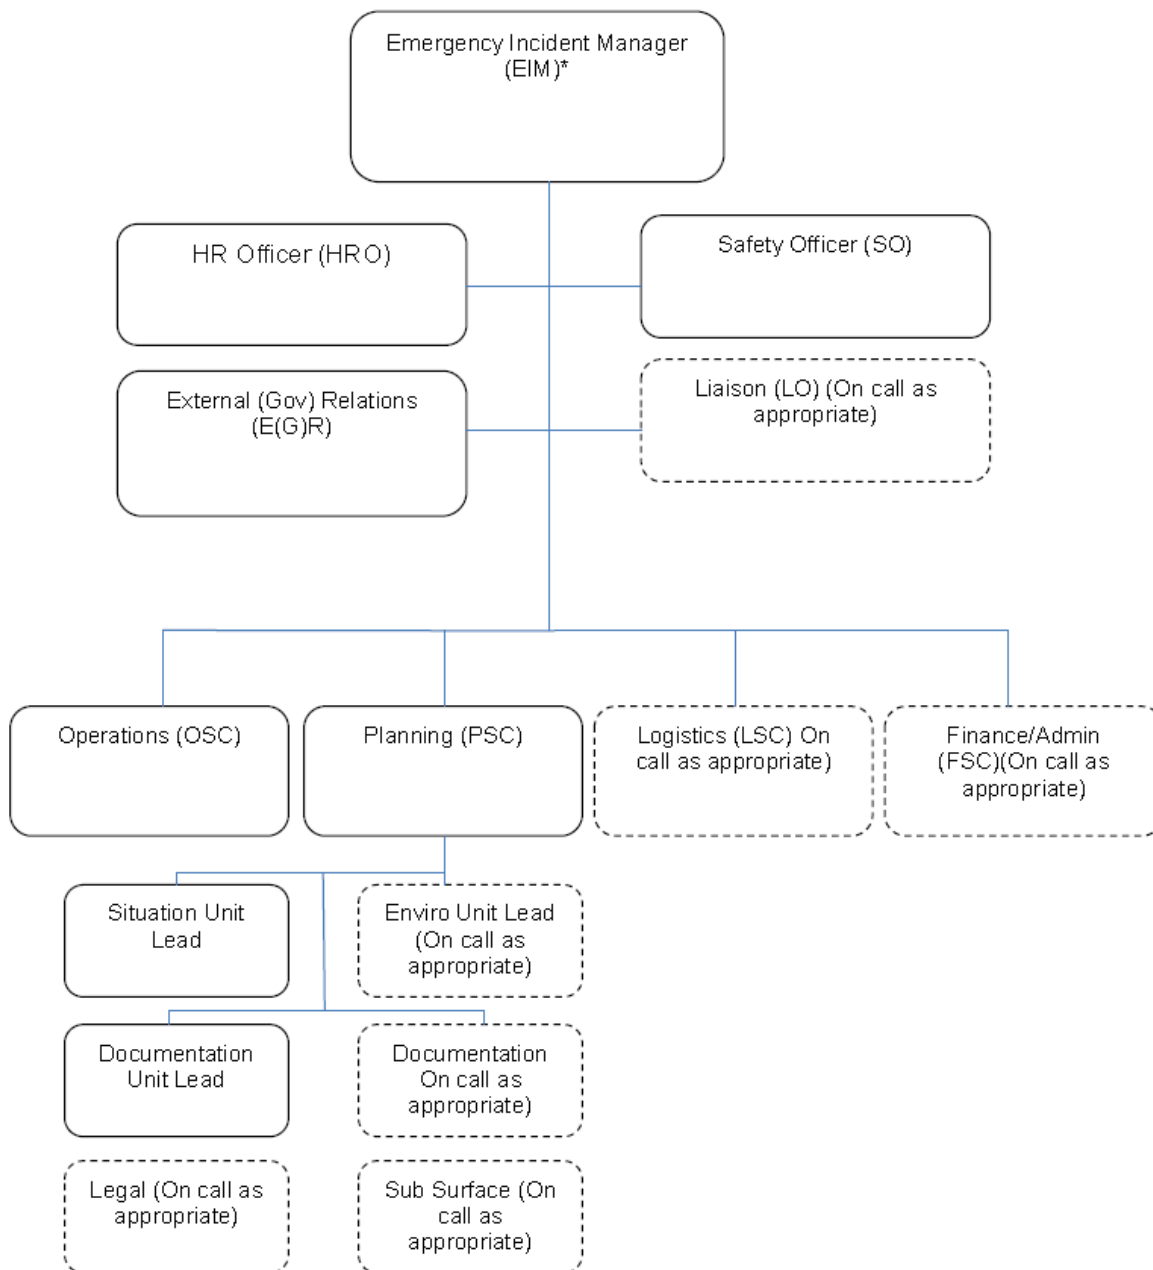 Emergency Incident Manager
(EIM)*
HR Officer (HRO)
Safety Officer (SO)
External (Gov) Relations
(E(G)R)
Liaison (LO) (On call as
appropriate)
Operations (OSC)
Planning (PSC)
Logistics (LSC) On
call as appropriate)
Finance/Admin
(FSC)(On call as
appropriate)
Situation Unit
Lead
Enviro Unit Lead
(On call as
appropriate)
Documentation
Unit Lead
Documentation
On call as
appropriate)
Legal (On call as
appropriate)
Sub Surface (On
call as
appropriate)